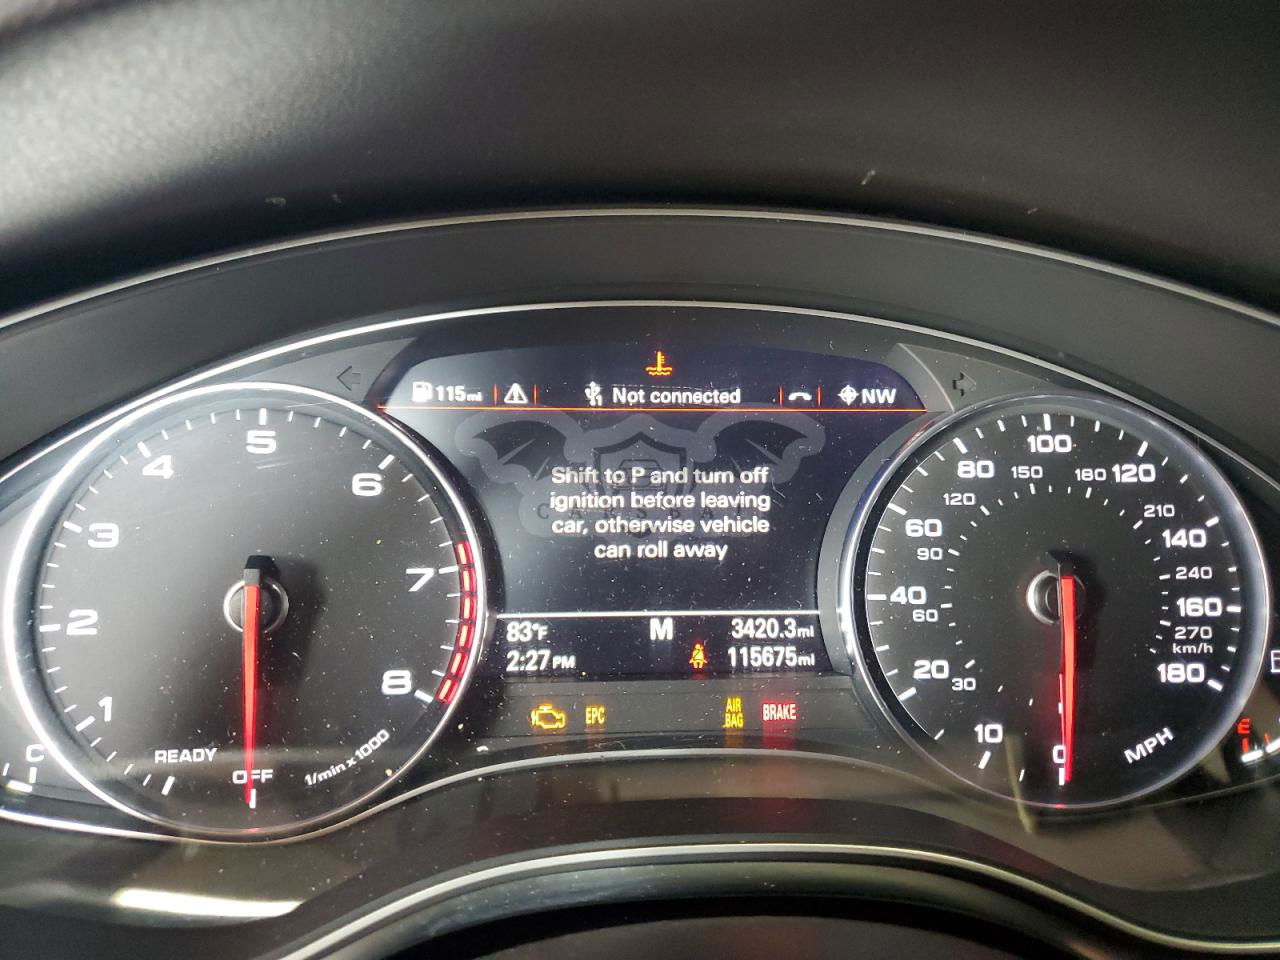 115mi
Not connected
NW
Shift to P and turn off
ignition before leaving
car, otherwise vehicle
can roll away
83°F
M
3420.3mi
2:27PM
115675mi
EPC
AIR
BAG
BRAKE
1
2
3
4
5
6
7
8
READY
OFF
1/min x 1000
C
0
10
20
40
60
80
100
120
140
160
180
30
60
90
120
150
180
210
240
270
km/h
MPH
E